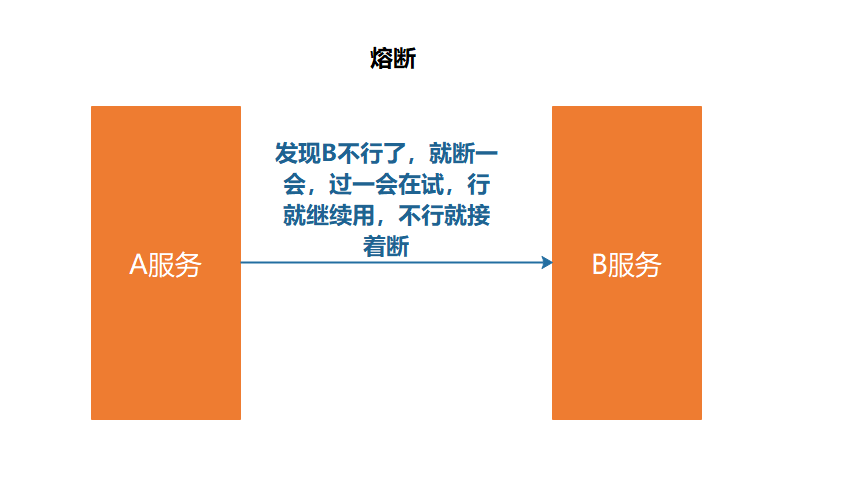 熔断
发现B不行了，就断一
会，过一会在试，行
就继续用，不行就接
着断
A服务
B服务